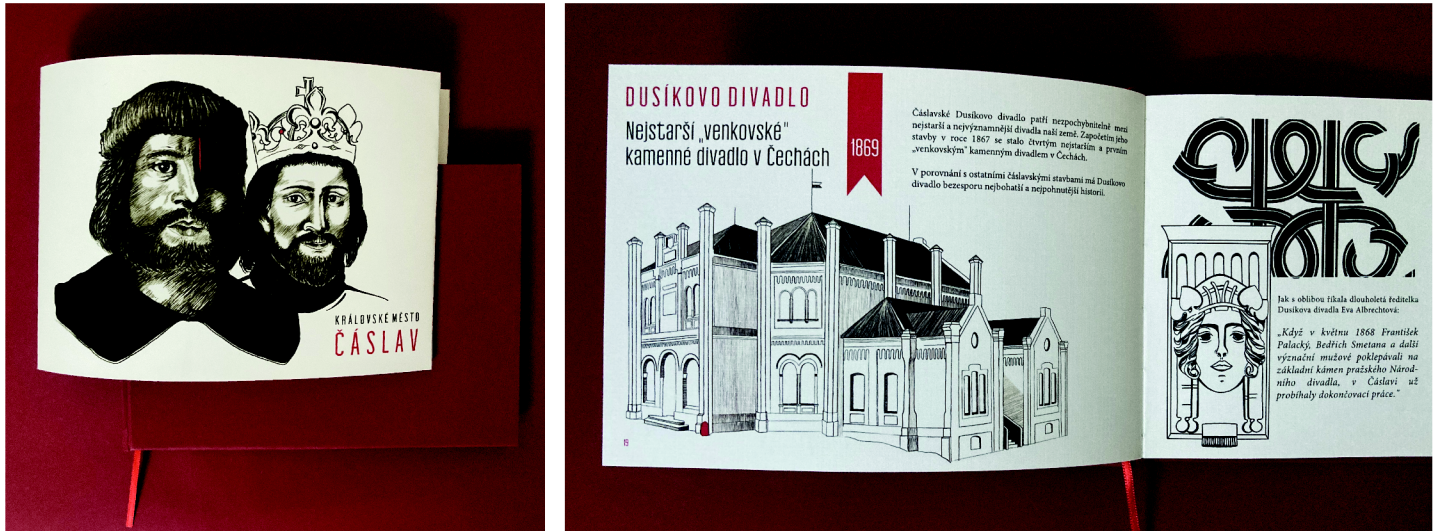 KRÁLOVSKÉ MĚSTO
ČÁSLAV
DUSÍKOVO DIVADLO
Nejstarší „venkovské"
kamenné divadlo v Čechách
1869
Čáslavské Dusíkovo divadlo patří nezpochybnitelně mezi
nejstarší a nejvýznamnější divadla naší země. Započetím jeho
stavby v roce 1867 se stalo čtvrtým nejstarším a prvním
„venkovským" kamenným divadlem v Čechách.
V porovnání s ostatními čáslavskými stavbami má Dusíkovo
divadlo bezesporu nejbohatší a nejpohnutější historii.
19
Jak s oblibou říkala dlouholetá ředitelka
Dusíkova divadla Eva Albrechtová:
„Když v květnu 1868 František
Palacký, Bedřich Smetana a další
význační mužové poklepávali na
základní kámen pražského Národ-
ního divadla, v Čáslavi už
probíhaly dokončovací práce."